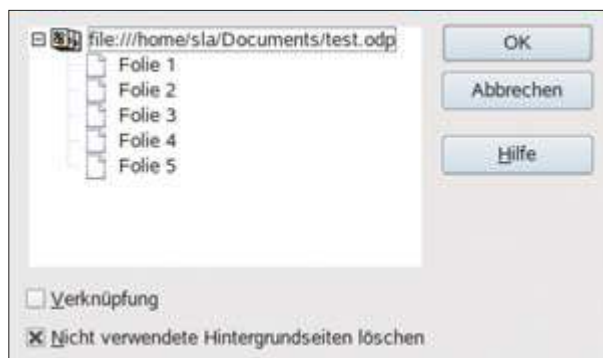 file:///home/sla/Documents/test.odp
Folie 1
Folie 2
Folie 3
Folie 4
Folie 5
OK
Abbrechen
Hilfe
Verknüpfung
Nicht verwendete Hintergrundseiten löschen